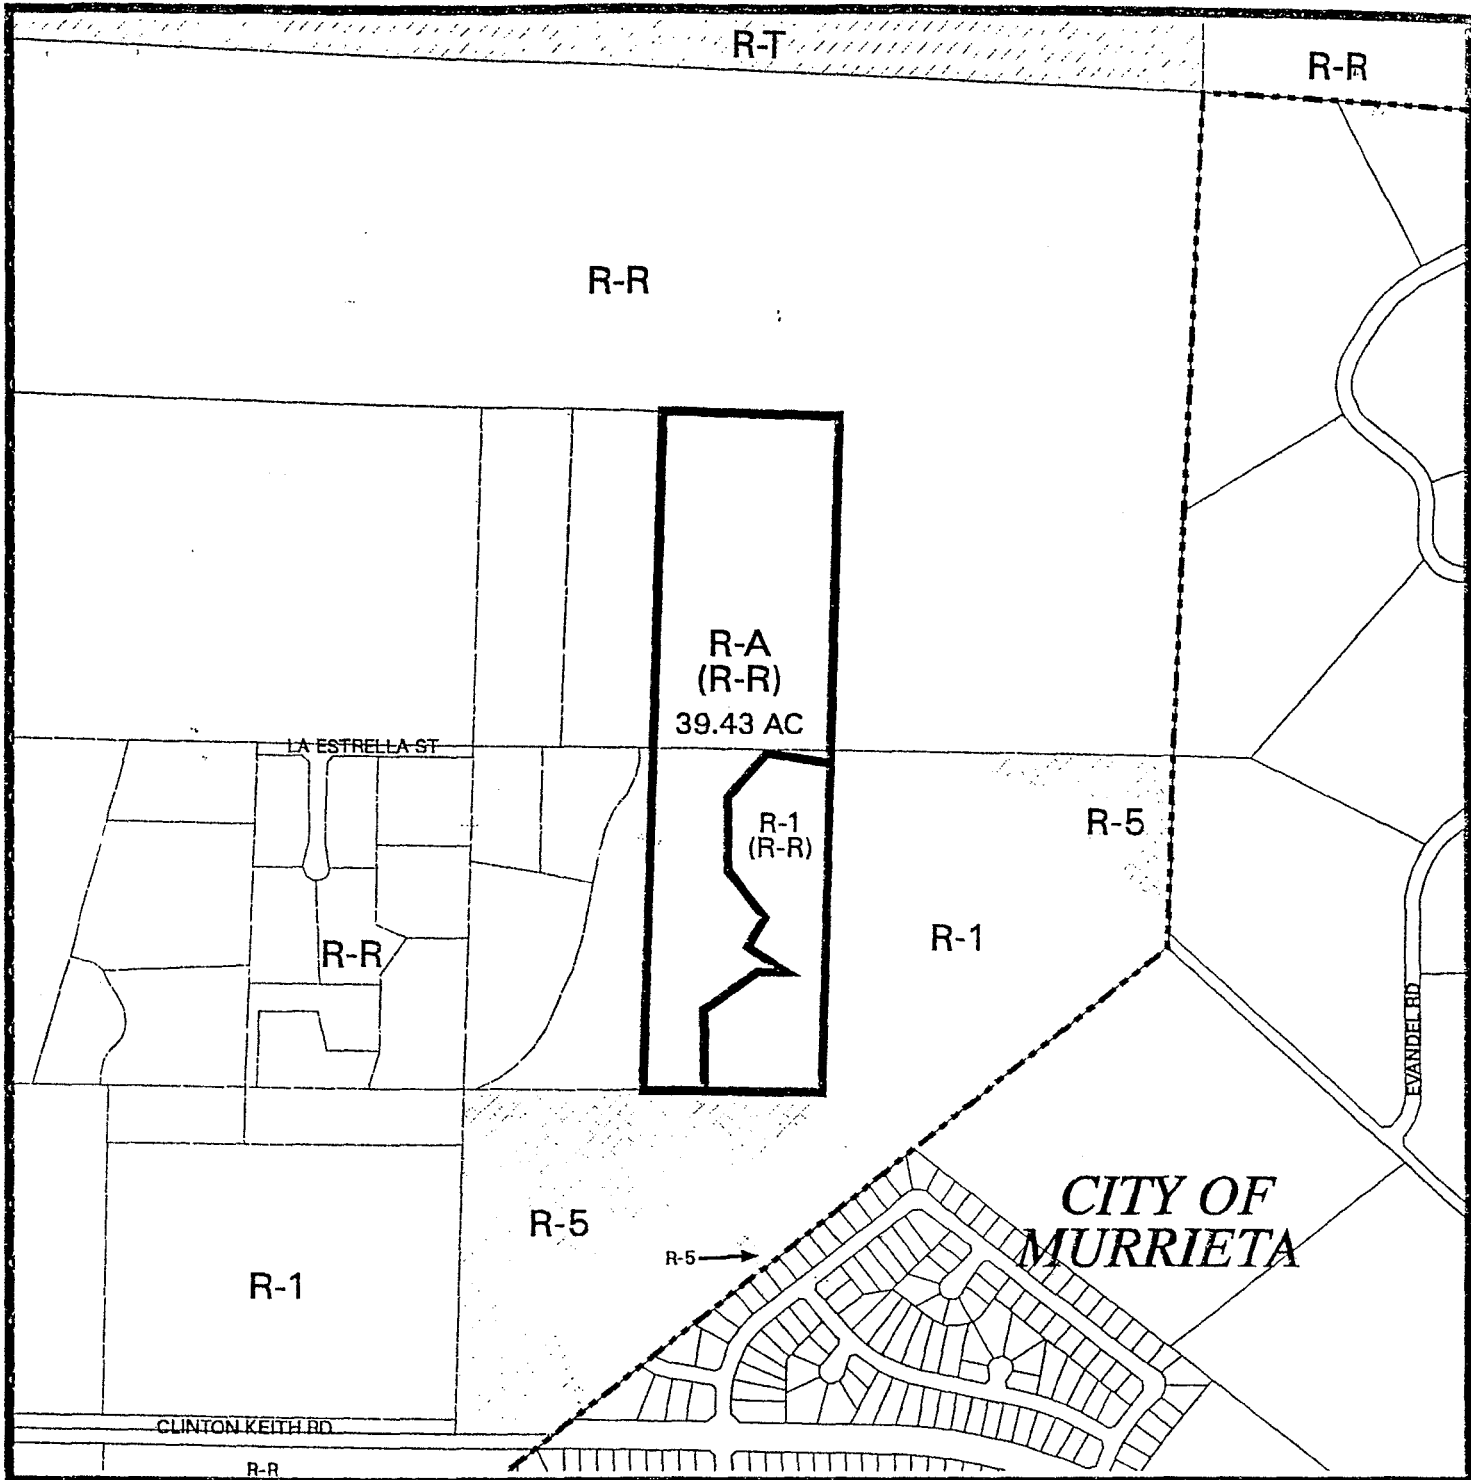 R-T
R-R
R-R
R-A
(R-R)
39.43 AC
LA ESTRELLA ST
R-1
(R-R)
R-5
R-1
R-R
EVANDEL RD
CITY OF
MURRIETA
R-5
R-5
R-1
CLINTON KEITH RD
R-R